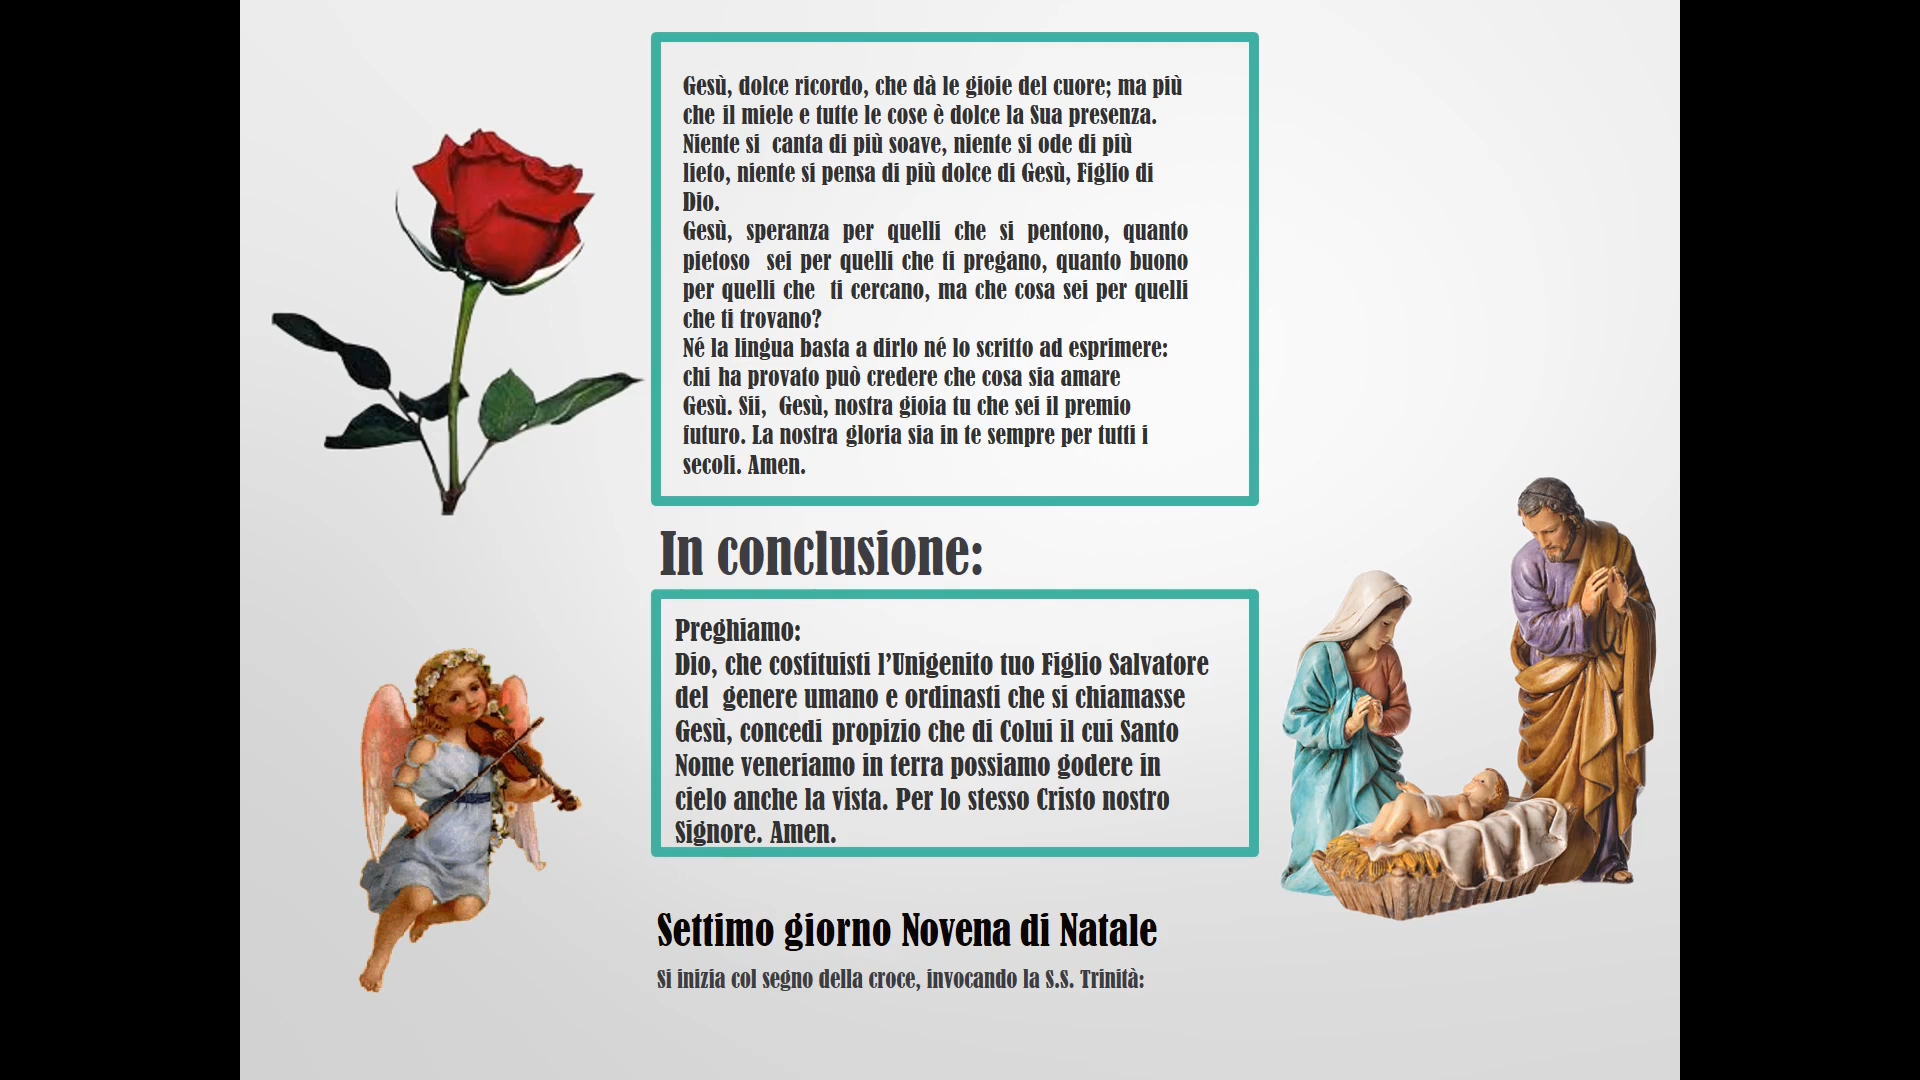 Gesù, dolce ricordo, che dà le gioie del cuore; ma più
che il miele e tutte le cose è dolce la Sua presenza.
Niente si canta di più soave, niente si ode di più
lieto, niente si pensa di più dolce di Gesù, Figlio di
Dio.
Gesù, speranza per quelli che si pentono, quanto
pietoso sei per quelli che ti pregano, quanto buono
per quelli che ti cercano, ma che cosa sei per quelli
che ti trovano?
Né la lingua basta a dirlo né lo scritto ad esprimere:
chi ha provato può credere che cosa sia amare
Gesù. Sii, Gesù, nostra gioia tu che sei il premio
futuro. La nostra gloria sia in te sempre per tutti i
secoli. Amen.
In conclusione:
Preghiamo:
Dio, che costituisti l’Unigenito tuo Figlio Salvatore
del genere umano e ordinasti che si chiamasse
Gesù, concedi propizio che di Colui il cui Santo
Nome veneriamo in terra possiamo godere in
cielo anche la vista. Per lo stesso Cristo nostro
Signore. Amen.
Settimo giorno Novena di Natale
Si inizia col segno della croce, invocando la S.S. Trinità: